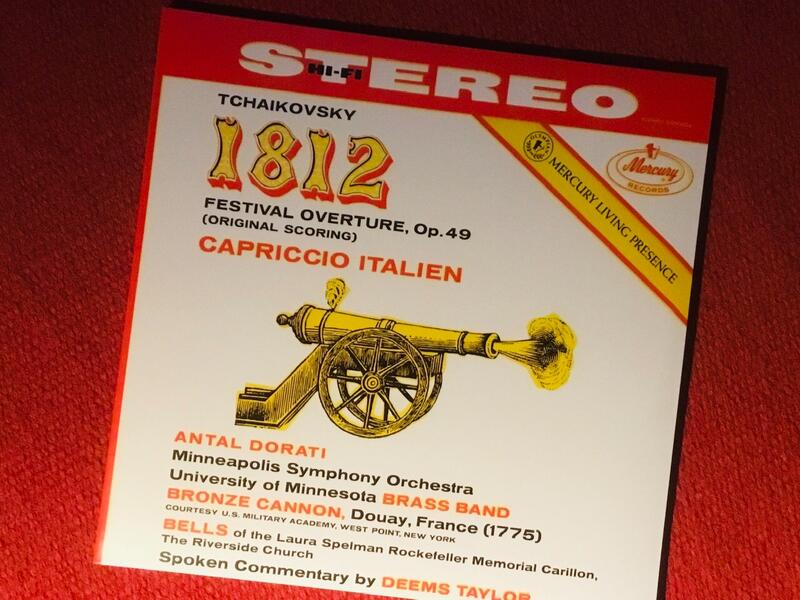 STEREO
HI-FI
TCHAIKOVSKY
1812
FESTIVAL OVERTURE, Op. 49
(ORIGINAL SCORING)
CAPRICCIO ITALIEN
MERCURY LIVING PRESENCE
Mercury
RECORDS
ANTAL DORATI
Minneapolis Symphony Orchestra
University of Minnesota BRASS BAND
BRONZE CANNON, Douay, France (1775)
COURTESY U.S. MILITARY ACADEMY, WEST POINT, NEW YORK
BELLS of the Laura Spelman Rockefeller Memorial Carillon,
The Riverside Church
Spoken Commentary by DEEMS TAYLOR